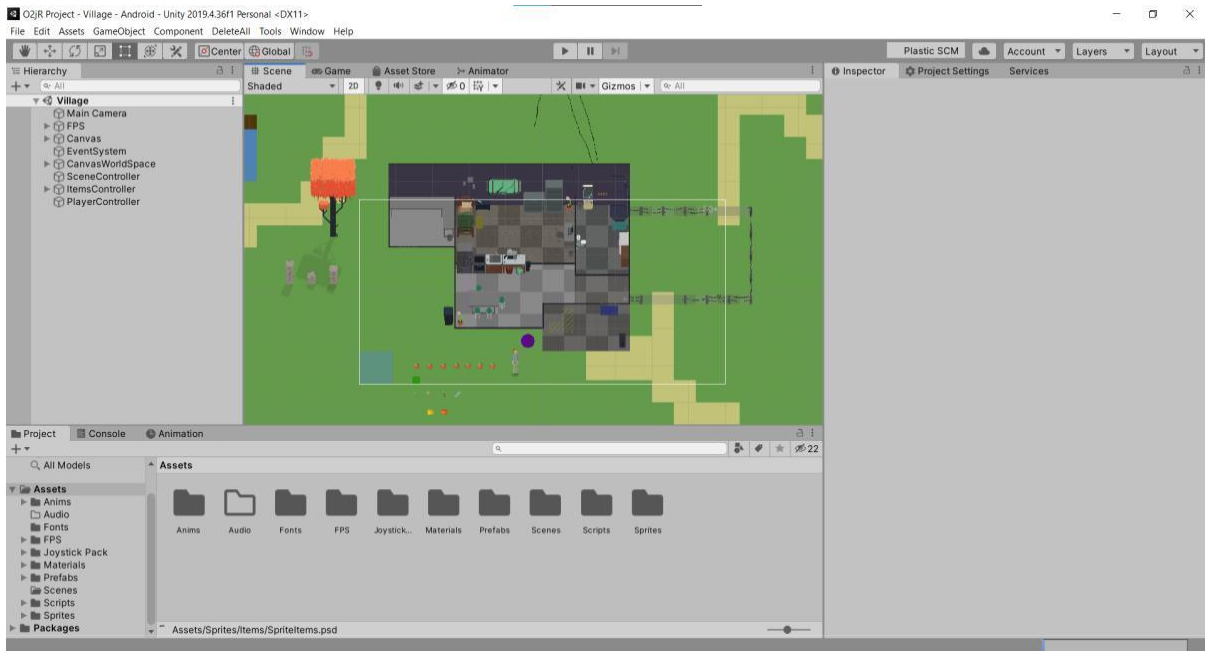 O2jR Project - Village - Android - Unity 2019.4.36f1 Personal <DX11>
File Edit Assets GameObject Component DeleteAll Tools Window Help
Center Global Plastic SCM Account Layers Layout
Hierarchy Scene Game Asset Store Animator Inspector Project Settings Services
All Shaded 2D 0 Gizmos All
Village
Main Camera
FPS
Canvas
EventSystem
CanvasWorldSpace
SceneController
ItemsController
PlayerController
Project Console Animation
22
All Models Assets
Assets
Anims
Audio
Fonts
FPS
Joystick Pack
Materials
Prefabs
Scenes
Scripts
Sprites
Packages
Anims Audio Fonts FPS Joystick... Materials Prefabs Scenes Scripts Sprites
Assets/Sprites/Items/SpriteItems.psd